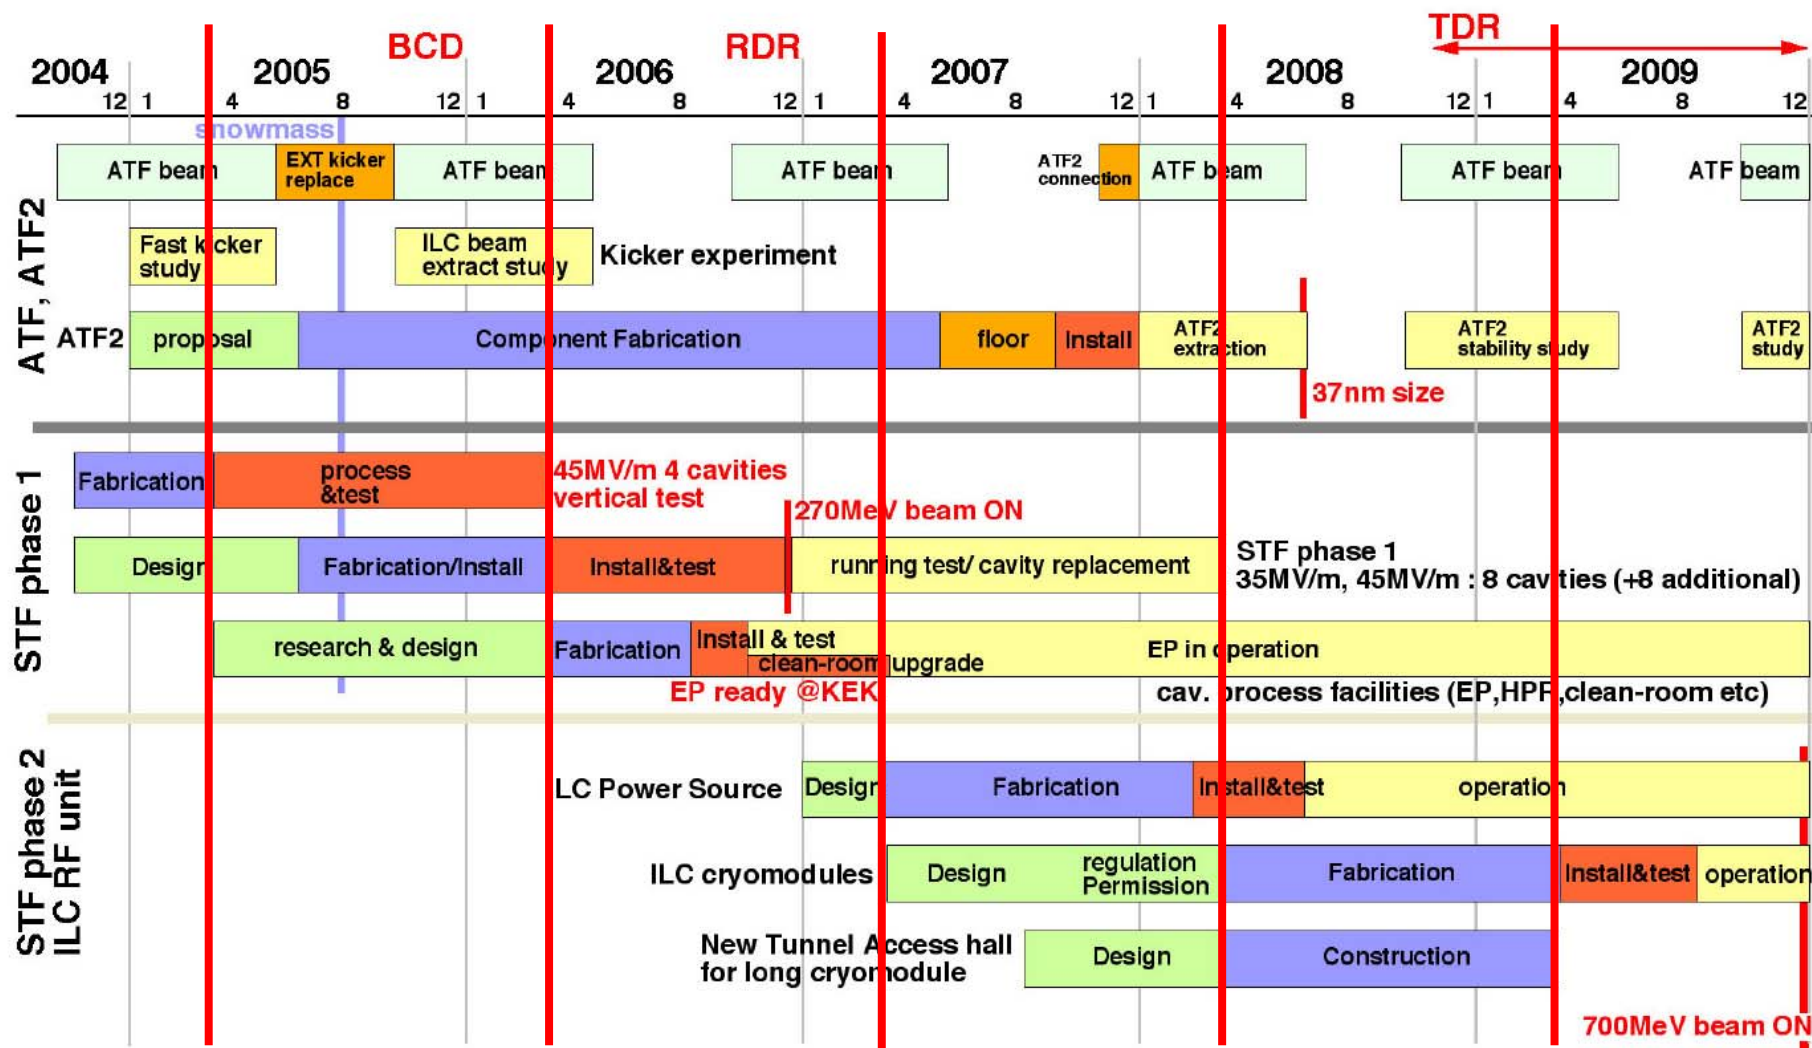 BCD RDR TDR
2004 2005 2006 2007 2008 2009
12 1 4 8 12 1 4 8 12 1 4 8 12 1 4 8 12 1 4 8 12
snowmass
ATF, ATF2
ATF beam
EXT kicker
replace
ATF beam
ATF beam
ATF2
connection
ATF beam
ATF beam
ATF beam
Fast kicker
study
ILC beam
extract study
Kicker experiment
ATF2
proposal
Component Fabrication
floor
Install
ATF2
extraction
ATF2
stability study
ATF2
study
37nm size
STF phase 1
Fabrication
process
&test
45MV/m 4 cavities
vertical test
270MeV beam ON
Design
Fabrication/Install
Install&test
running test/ cavity replacement
STF phase 1
35MV/m, 45MV/m : 8 cavities (+8 additional)
research & design
Fabrication
Install & test
clean-room upgrade
EP in operation
EP ready @KEK
cav. process facilities (EP,HPR,clean-room etc)
STF phase 2
ILC RF unit
LC Power Source
Design
Fabrication
Install&test
operation
ILC cryomodules
Design
regulation
Permission
Fabrication
Install&test
operation
New Tunnel Access hall
for long cryomodule
Design
Construction
700MeV beam ON